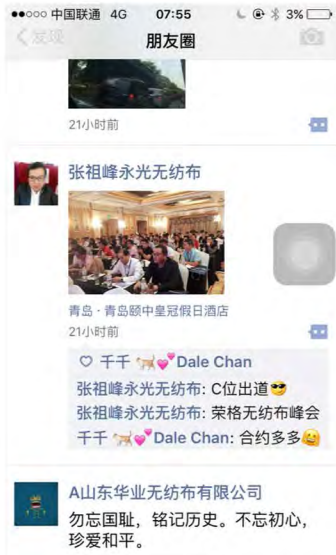 中国联通 4G 07:55 3%
发现 朋友圈
21小时前
张祖峰永光无纺布
青岛 · 青岛颐中皇冠假日酒店
21小时前
千千🐈💕Dale Chan
张祖峰永光无纺布: C位出道😎
张祖峰永光无纺布: 荣格无纺布峰会
千千🐈💕Dale Chan: 合约多多🤗
A山东华业无纺布有限公司
勿忘国耻，铭记历史。不忘初心，
珍爱和平。